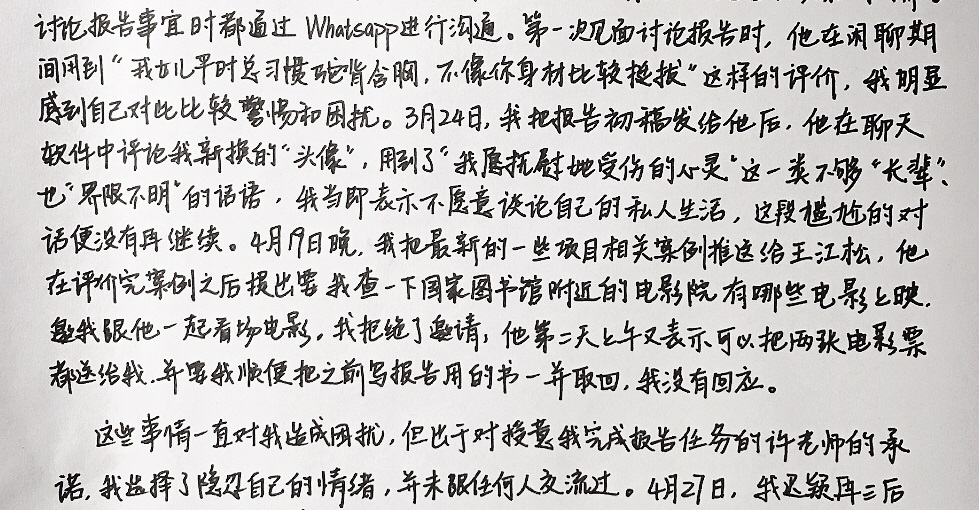 讨论报告事宜时都通过 Whatsapp进行沟通。第一次见面讨论报告时，他在闲聊期
间用到“我女儿平时总习惯驼背含胸，不像你身材比较挺拔”这样的评价，我明显
感到自己对此比较警惕和困扰。3月24日，我把报告初稿发给他后，他在聊天
软件中评论我新换的“头像”，用到了“我愿抚慰她受伤的心灵”这一类不够“长辈”、
也“界限不明”的话语，我当即表示不愿意谈论自己的私人生活，这段尴尬的对
话便没有再继续。4月19日晚，我把最新的一些项目相关案例推送给王江松，他
在评价完案例之后提出要我查一下国家图书馆附近的电影院有哪些电影上映，
邀我跟他一起看场电影。我拒绝了邀请，他第二天上午又表示可以把两张电影票
都送给我，并要我顺便把之前写报告用的书一并取回，我没有回应。
这些事情一直对我造成困扰，但出于对授意我完成报告任务的许老师的承
诺，我选择了隐忍自己的情绪，并未跟任何人交流过。4月27日，我迟疑再三后